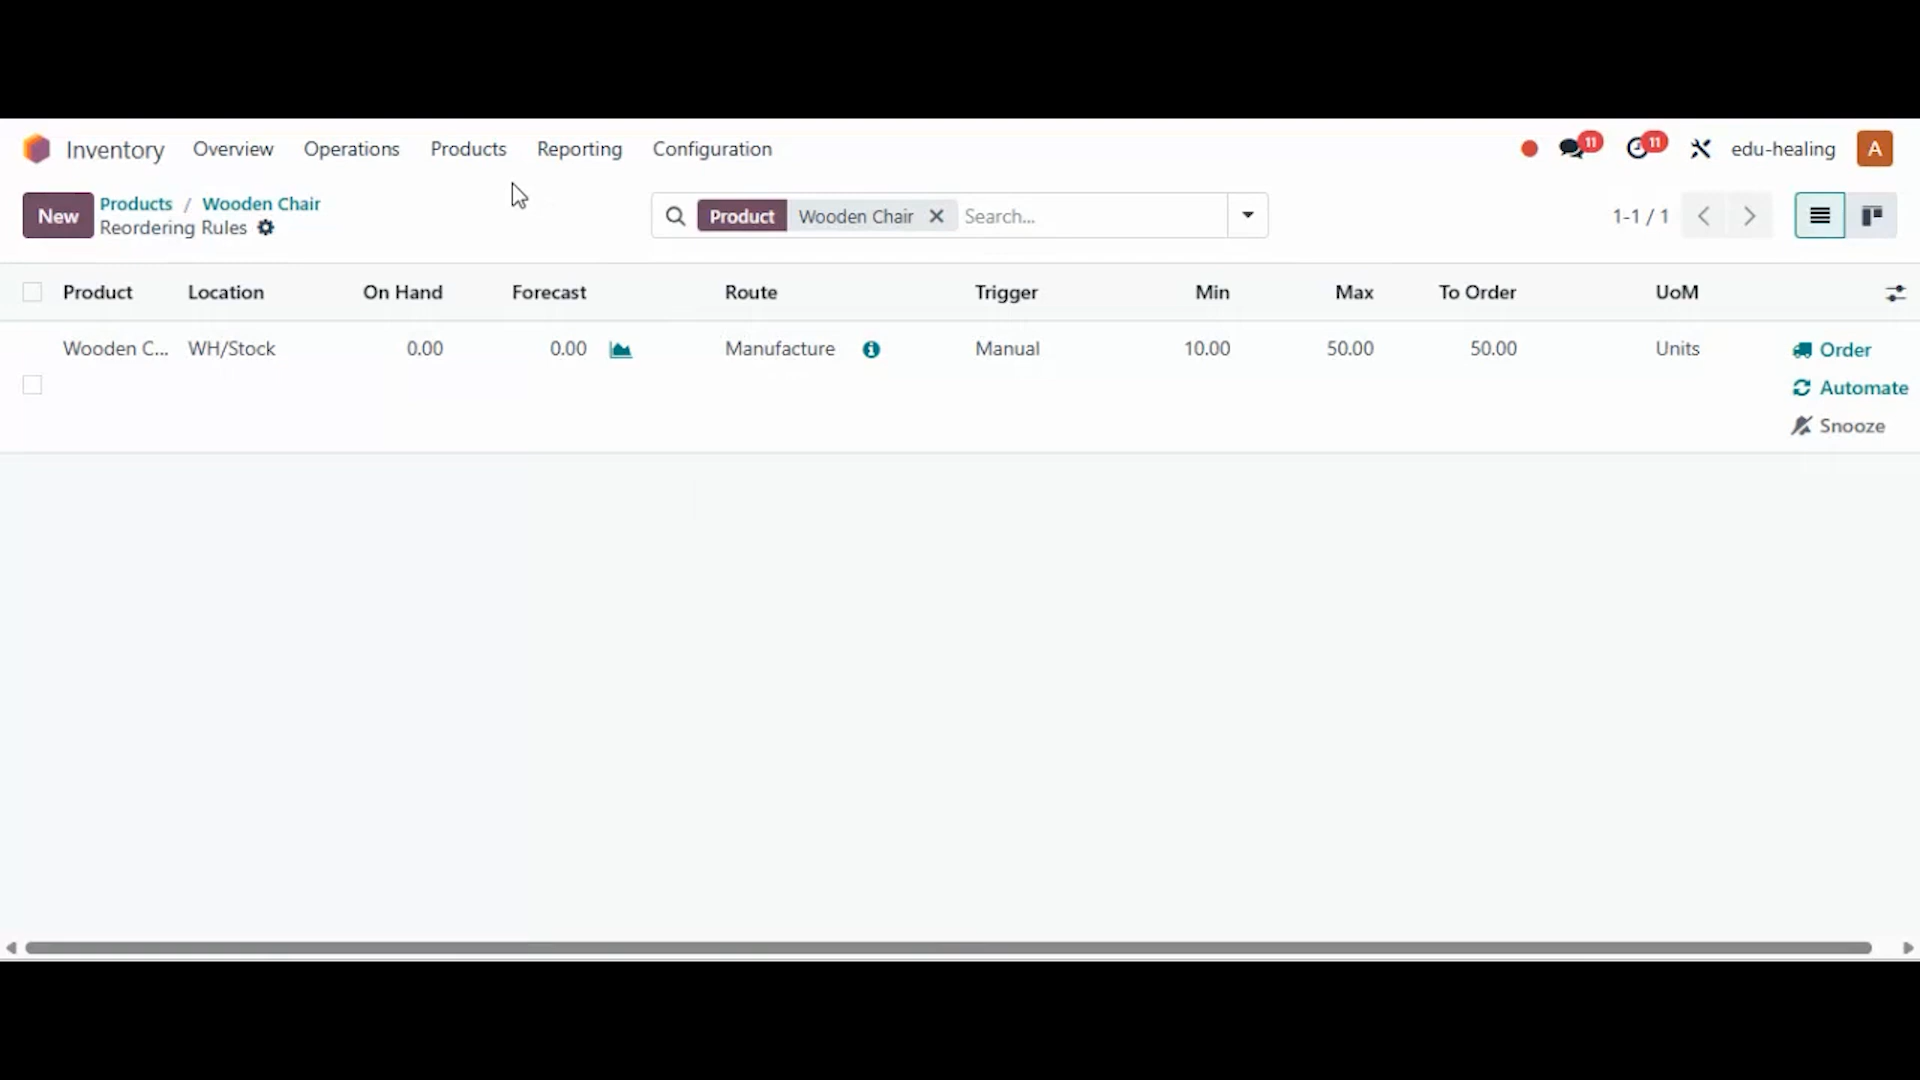 Inventory Overview Operations Products Reporting Configuration 11 11 edu-healing A
New Products / Wooden Chair
Reordering Rules
Product Wooden Chair Search... 1-1 / 1
Product Location On Hand Forecast Route Trigger Min Max To Order UoM
Wooden C... WH/Stock 0.00 0.00 Manufacture Manual 10.00 50.00 50.00 Units Order
Automate
Snooze